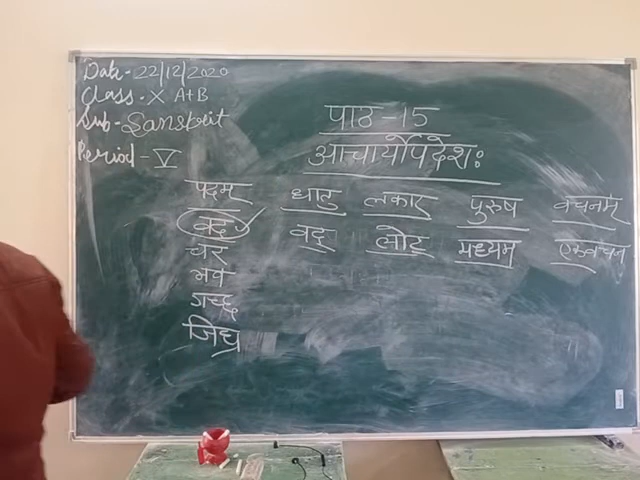 Date - 22/12/2020
Class - X A+B
Sub - Sanskrit
Period - V
पाठ - 15
आचार्योपदेशः
पदम् धातु लकार पुरुष वचनम्
वद वद् लोट् मध्यम एकवचन
चर
भव
गच्छ
जिघ्र